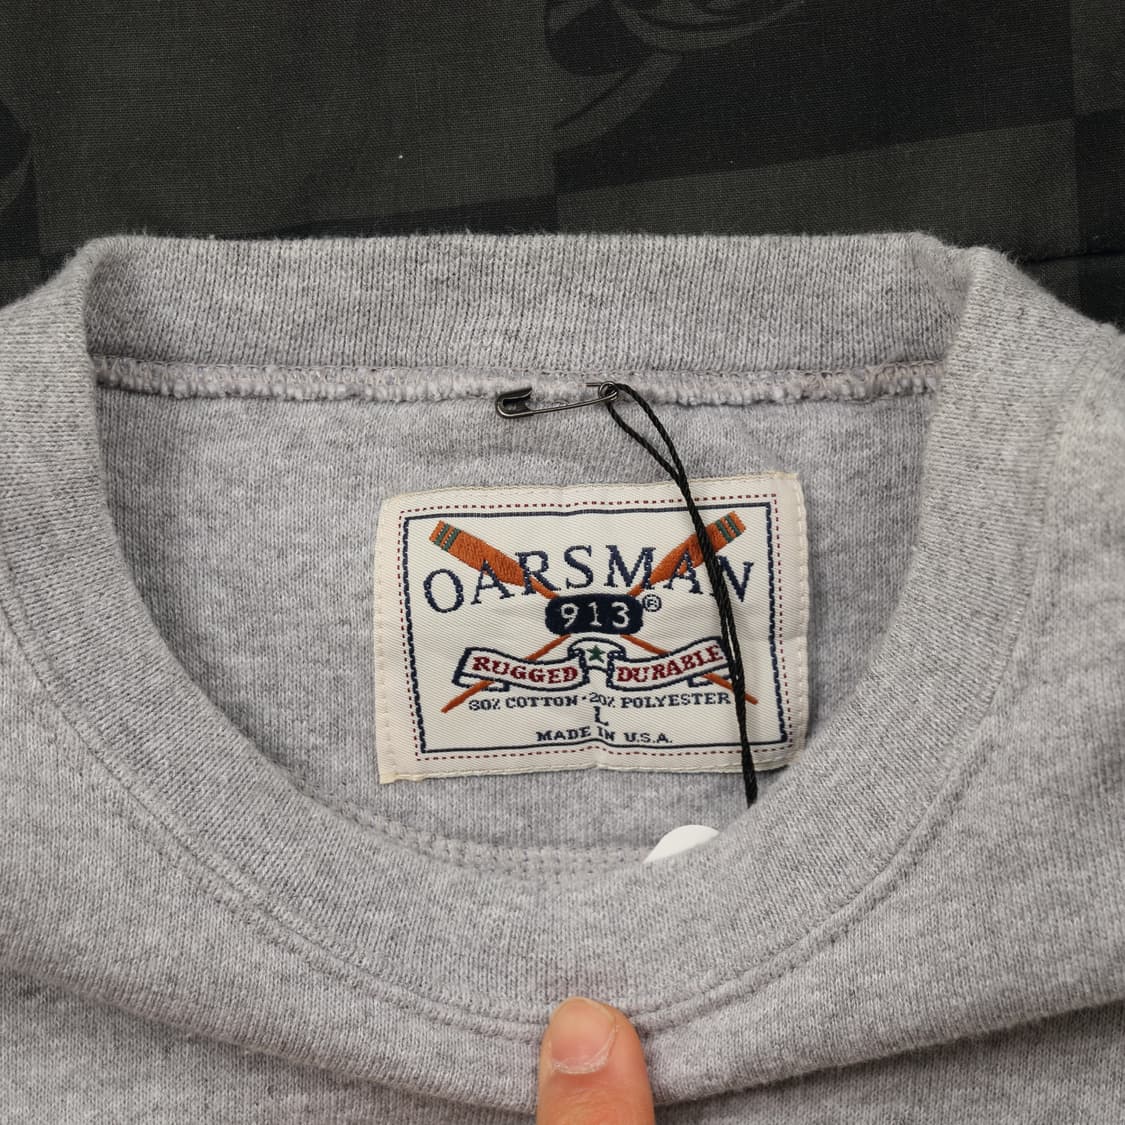 OARSMAN
913®
RUGGED DURABLE
80% COTTON · 20% POLYESTER
L
MADE IN U.S.A.